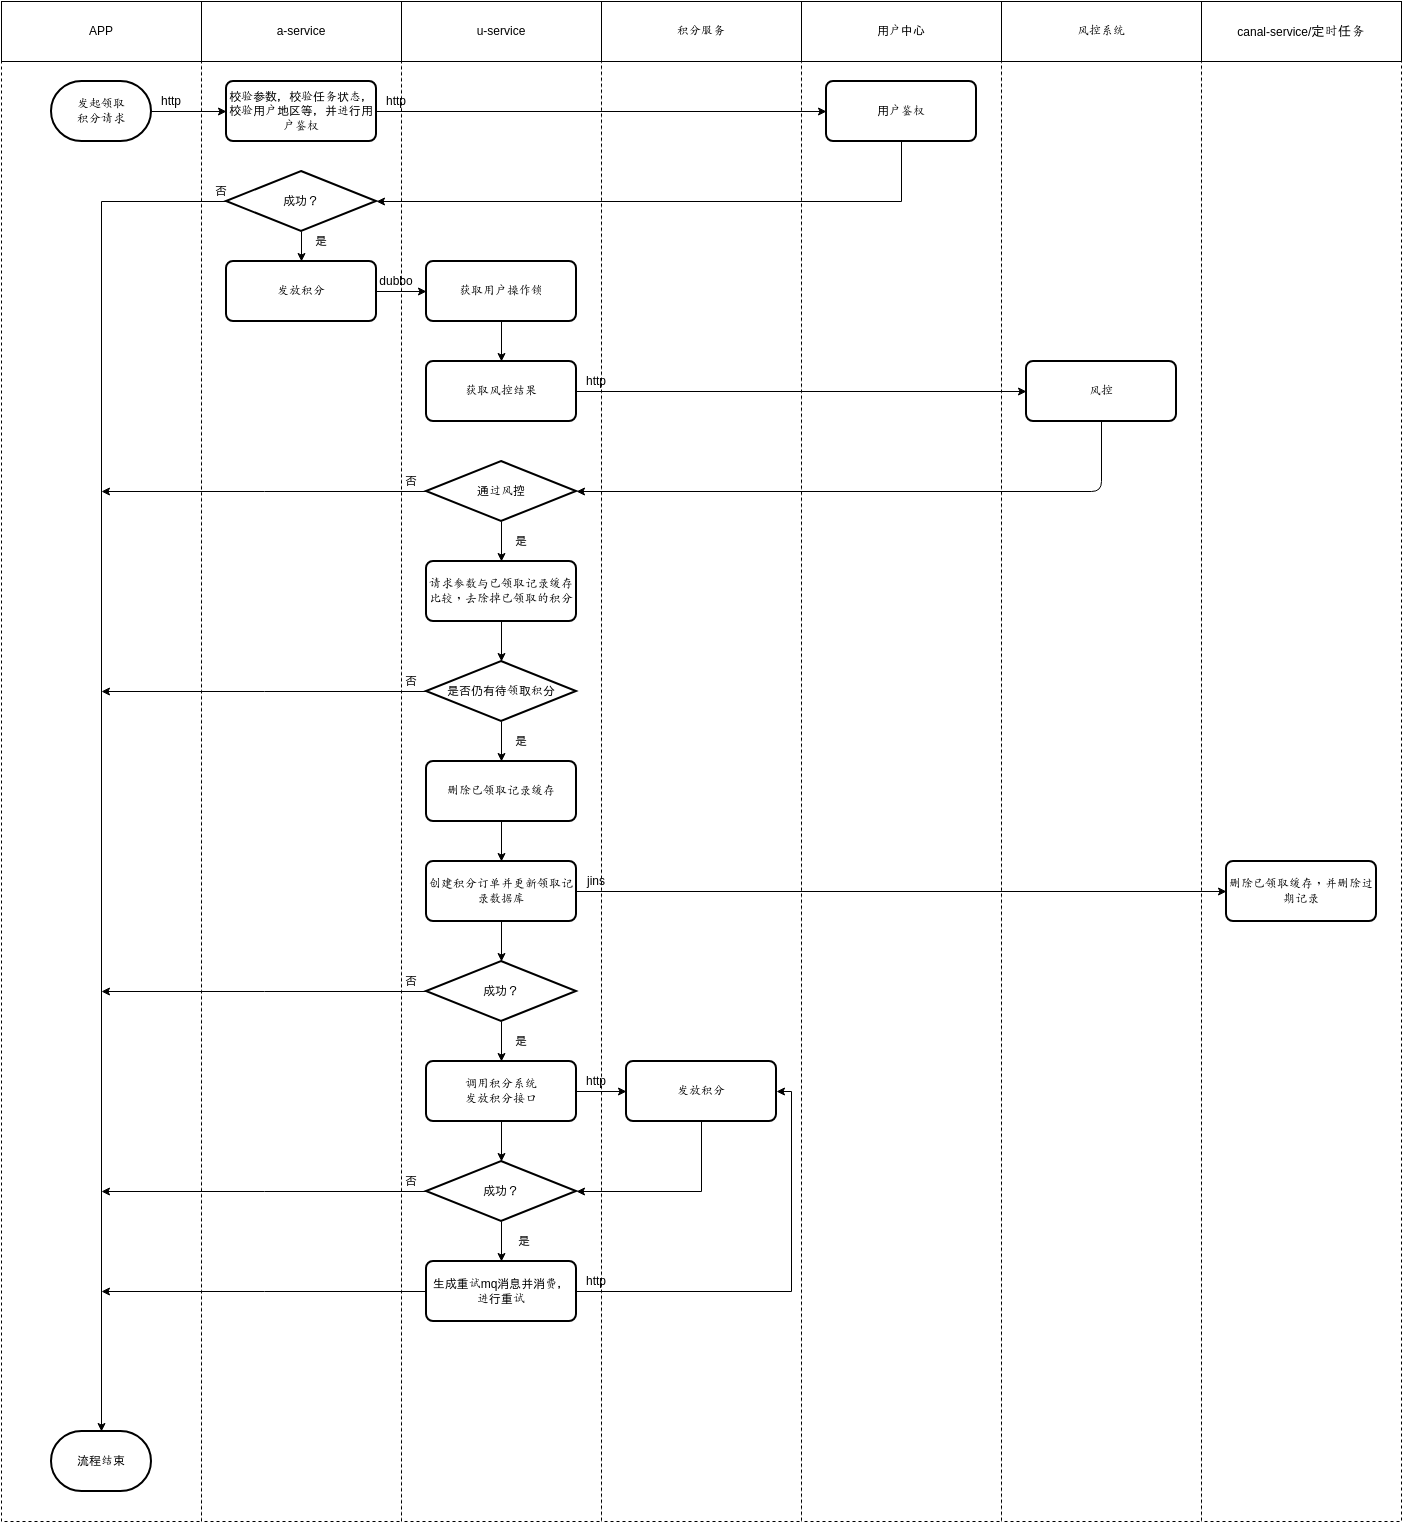 APP
a-service
u-service
积分服务
用户中心
风控系统
canal-service/定时任务
发起领取
积分请求
http
校验参数，校验任务状态，
校验用户地区等，并进行用
户鉴权
http
用户鉴权
否
成功？
是
发放积分
dubbo
获取用户操作锁
获取风控结果
http
风控
否
通过风控
是
请求参数与已领取记录缓存
比较，去除掉已领取的积分
否
是否仍有待领取积分
是
删除已领取记录缓存
创建积分订单并更新领取记
录数据库
jins
删除已领取缓存，并删除过
期记录
否
成功？
是
调用积分系统
发放积分接口
http
发放积分
否
成功？
是
生成重试mq消息并消费，
进行重试
http
流程结束